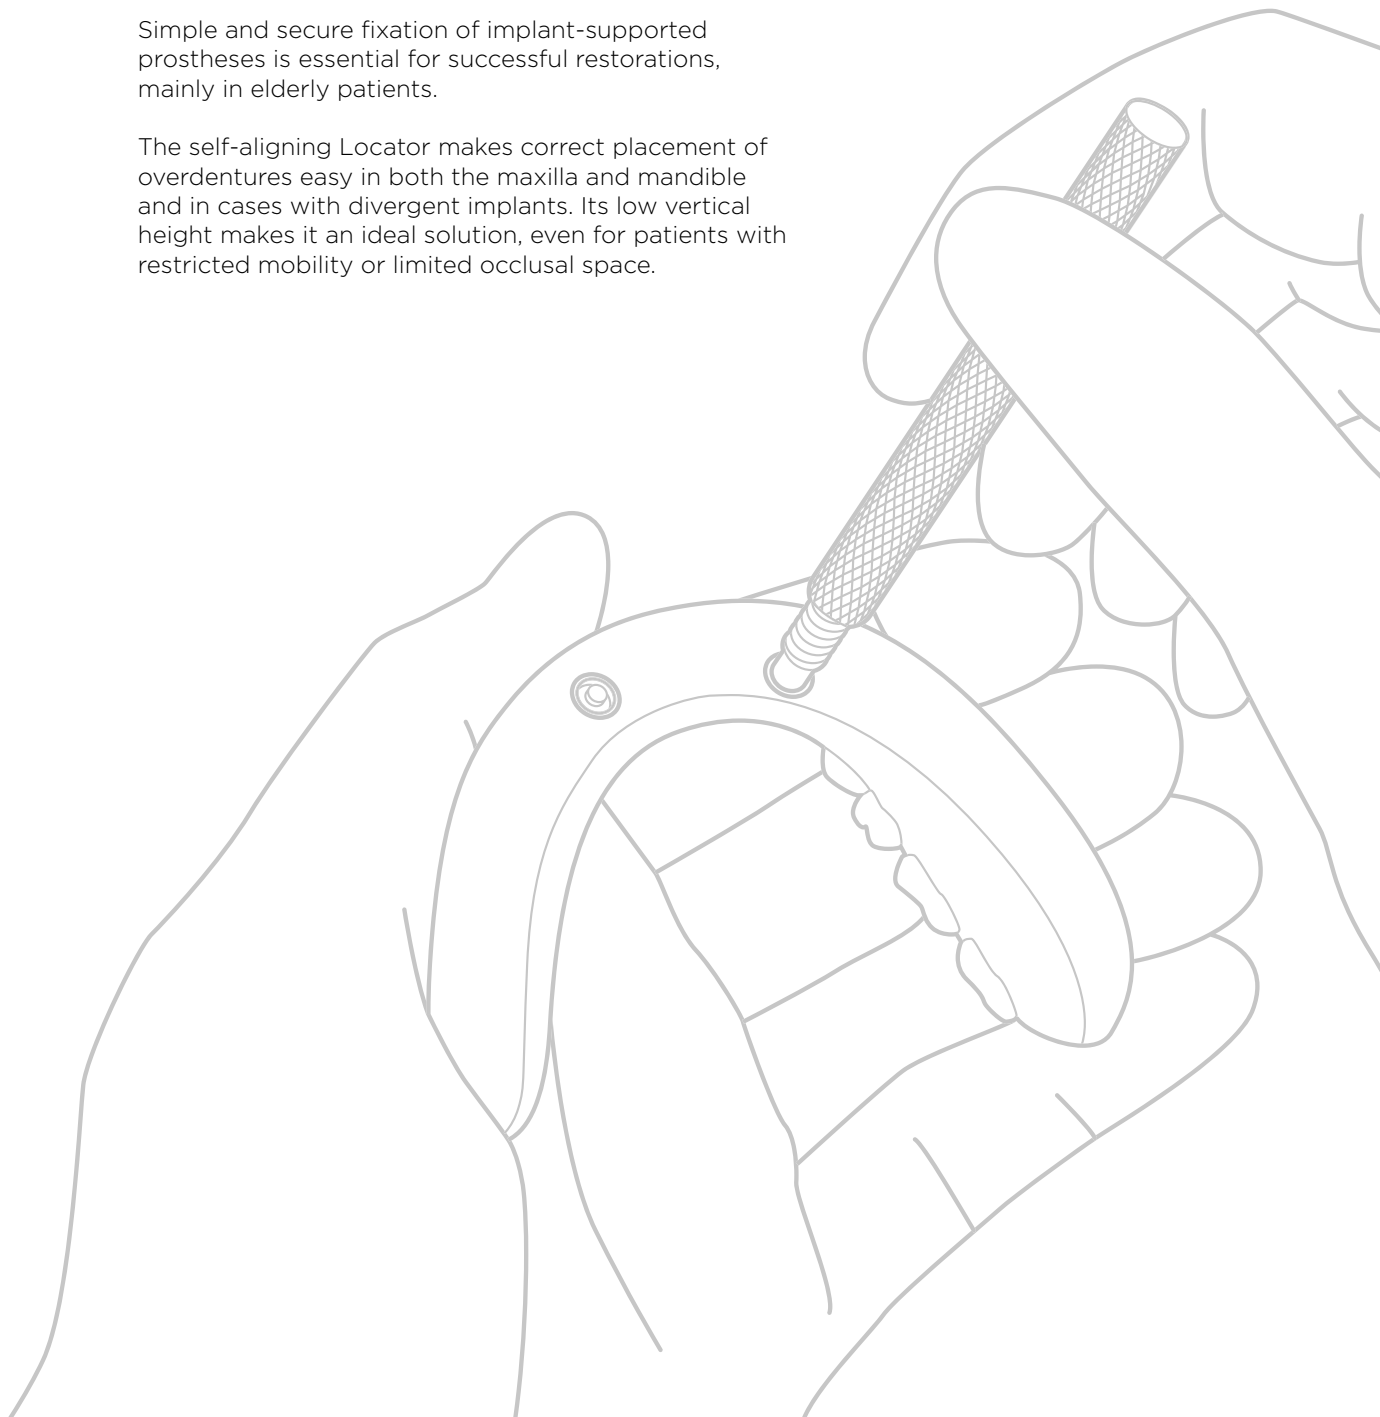 Simple and secure fixation of implant-supported
prostheses is essential for successful restorations,
mainly in elderly patients.
The self-aligning Locator makes correct placement of
overdentures easy in both the maxilla and mandible
and in cases with divergent implants. Its low vertical
height makes it an ideal solution, even for patients with
restricted mobility or limited occlusal space.